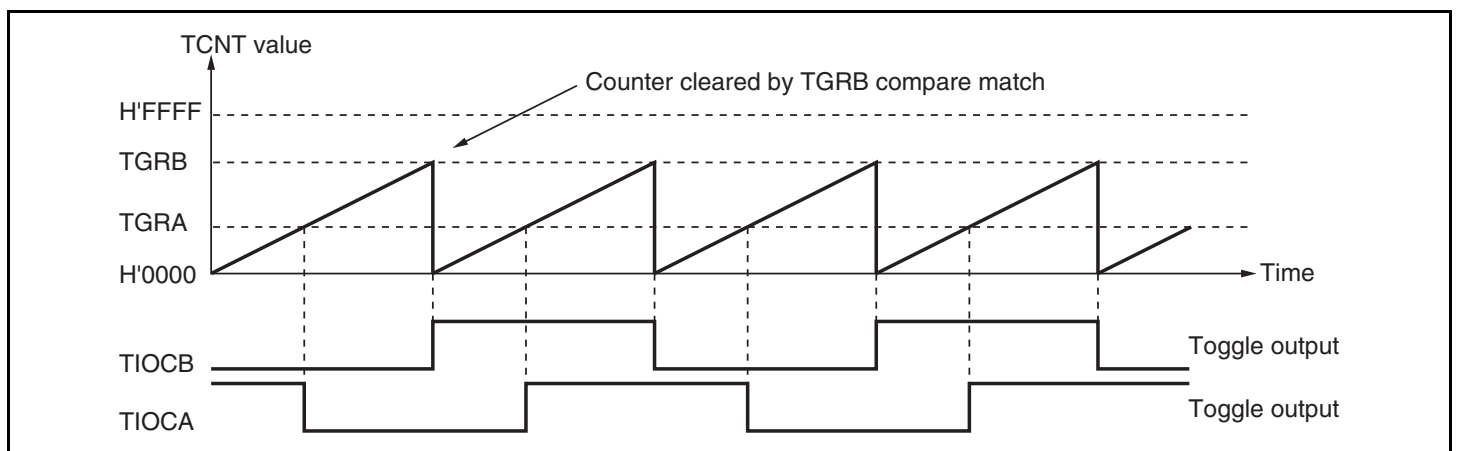 TCNT value
Counter cleared by TGRB compare match
H'FFFF
TGRB
TGRA
H'0000
Time
TIOCB
Toggle output
TIOCA
Toggle output